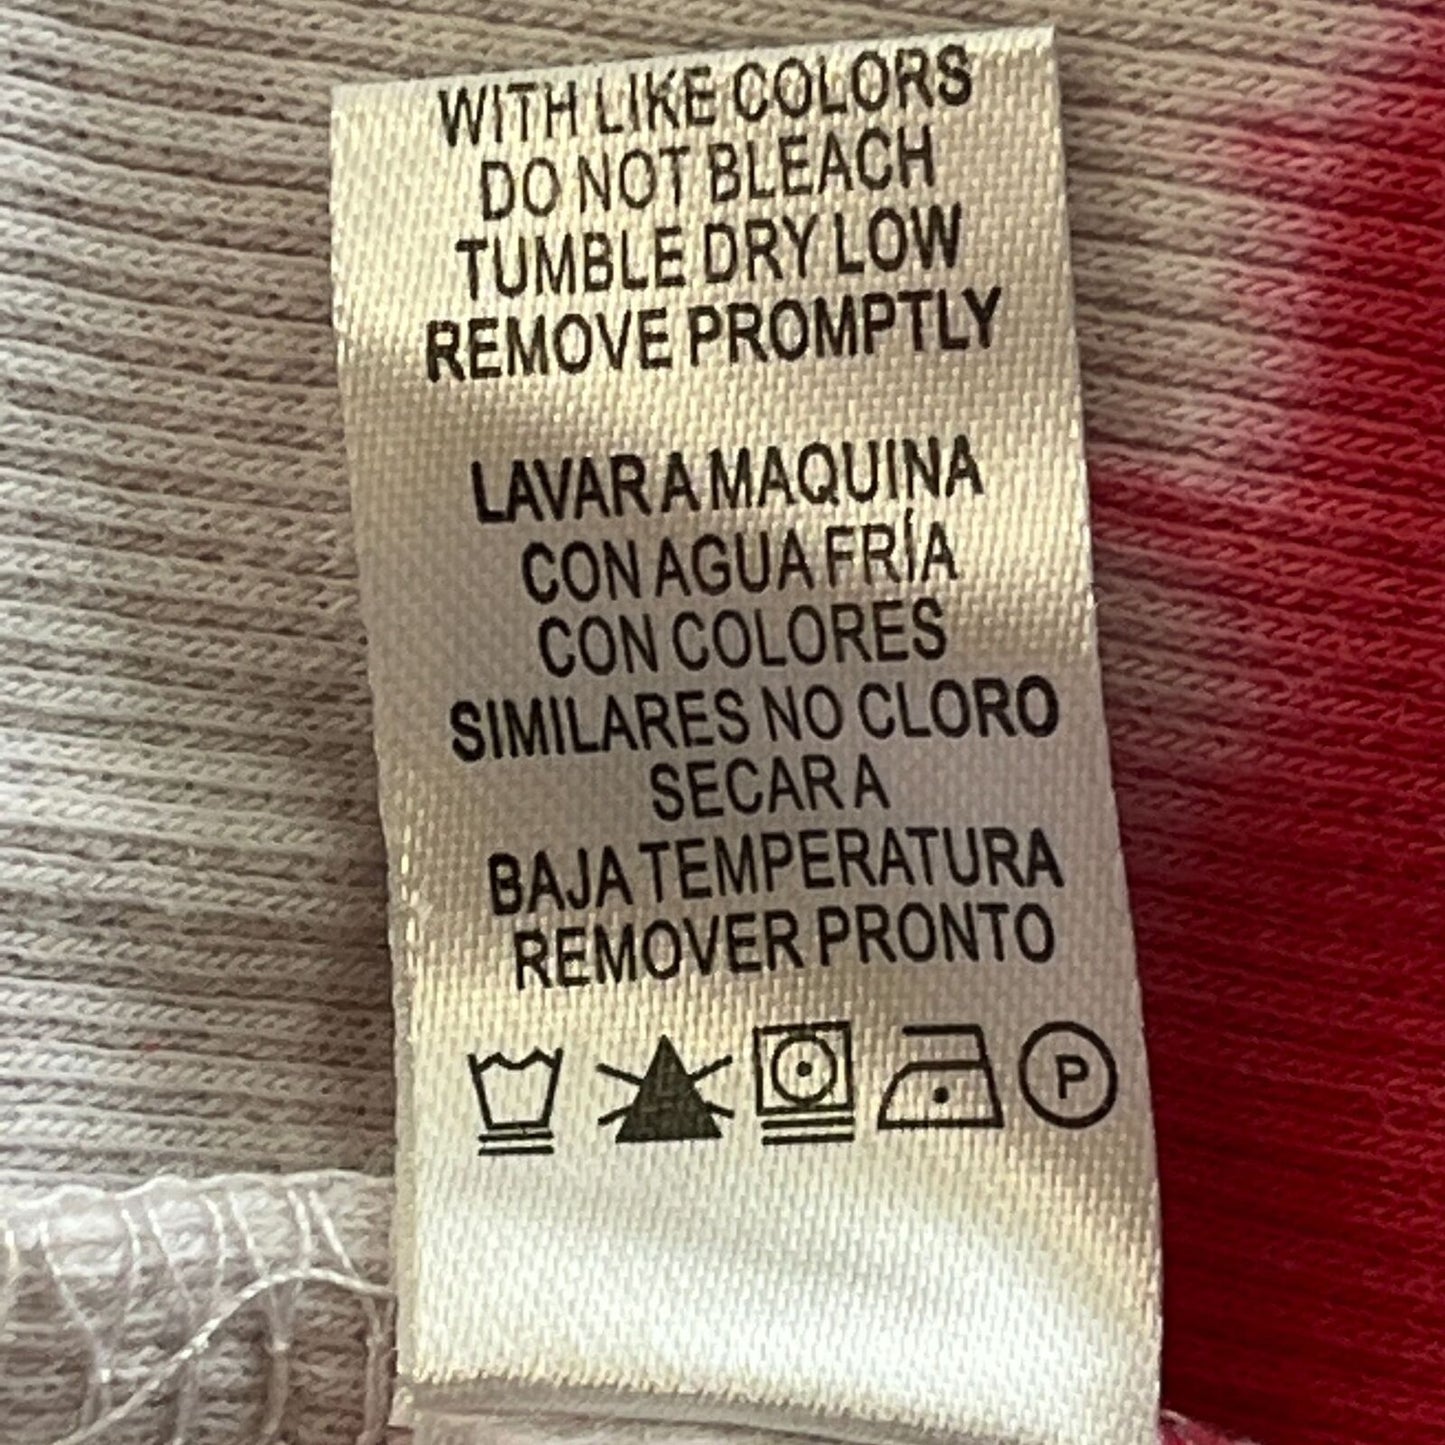 WITH LIKE COLORS
DO NOT BLEACH
TUMBLE DRY LOW
REMOVE PROMPTLY
LAVAR A MAQUINA
CON AGUA FRÍA
CON COLORES
SIMILARES NO CLORO
SECAR A
BAJA TEMPERATURA
REMOVER PRONTO
P